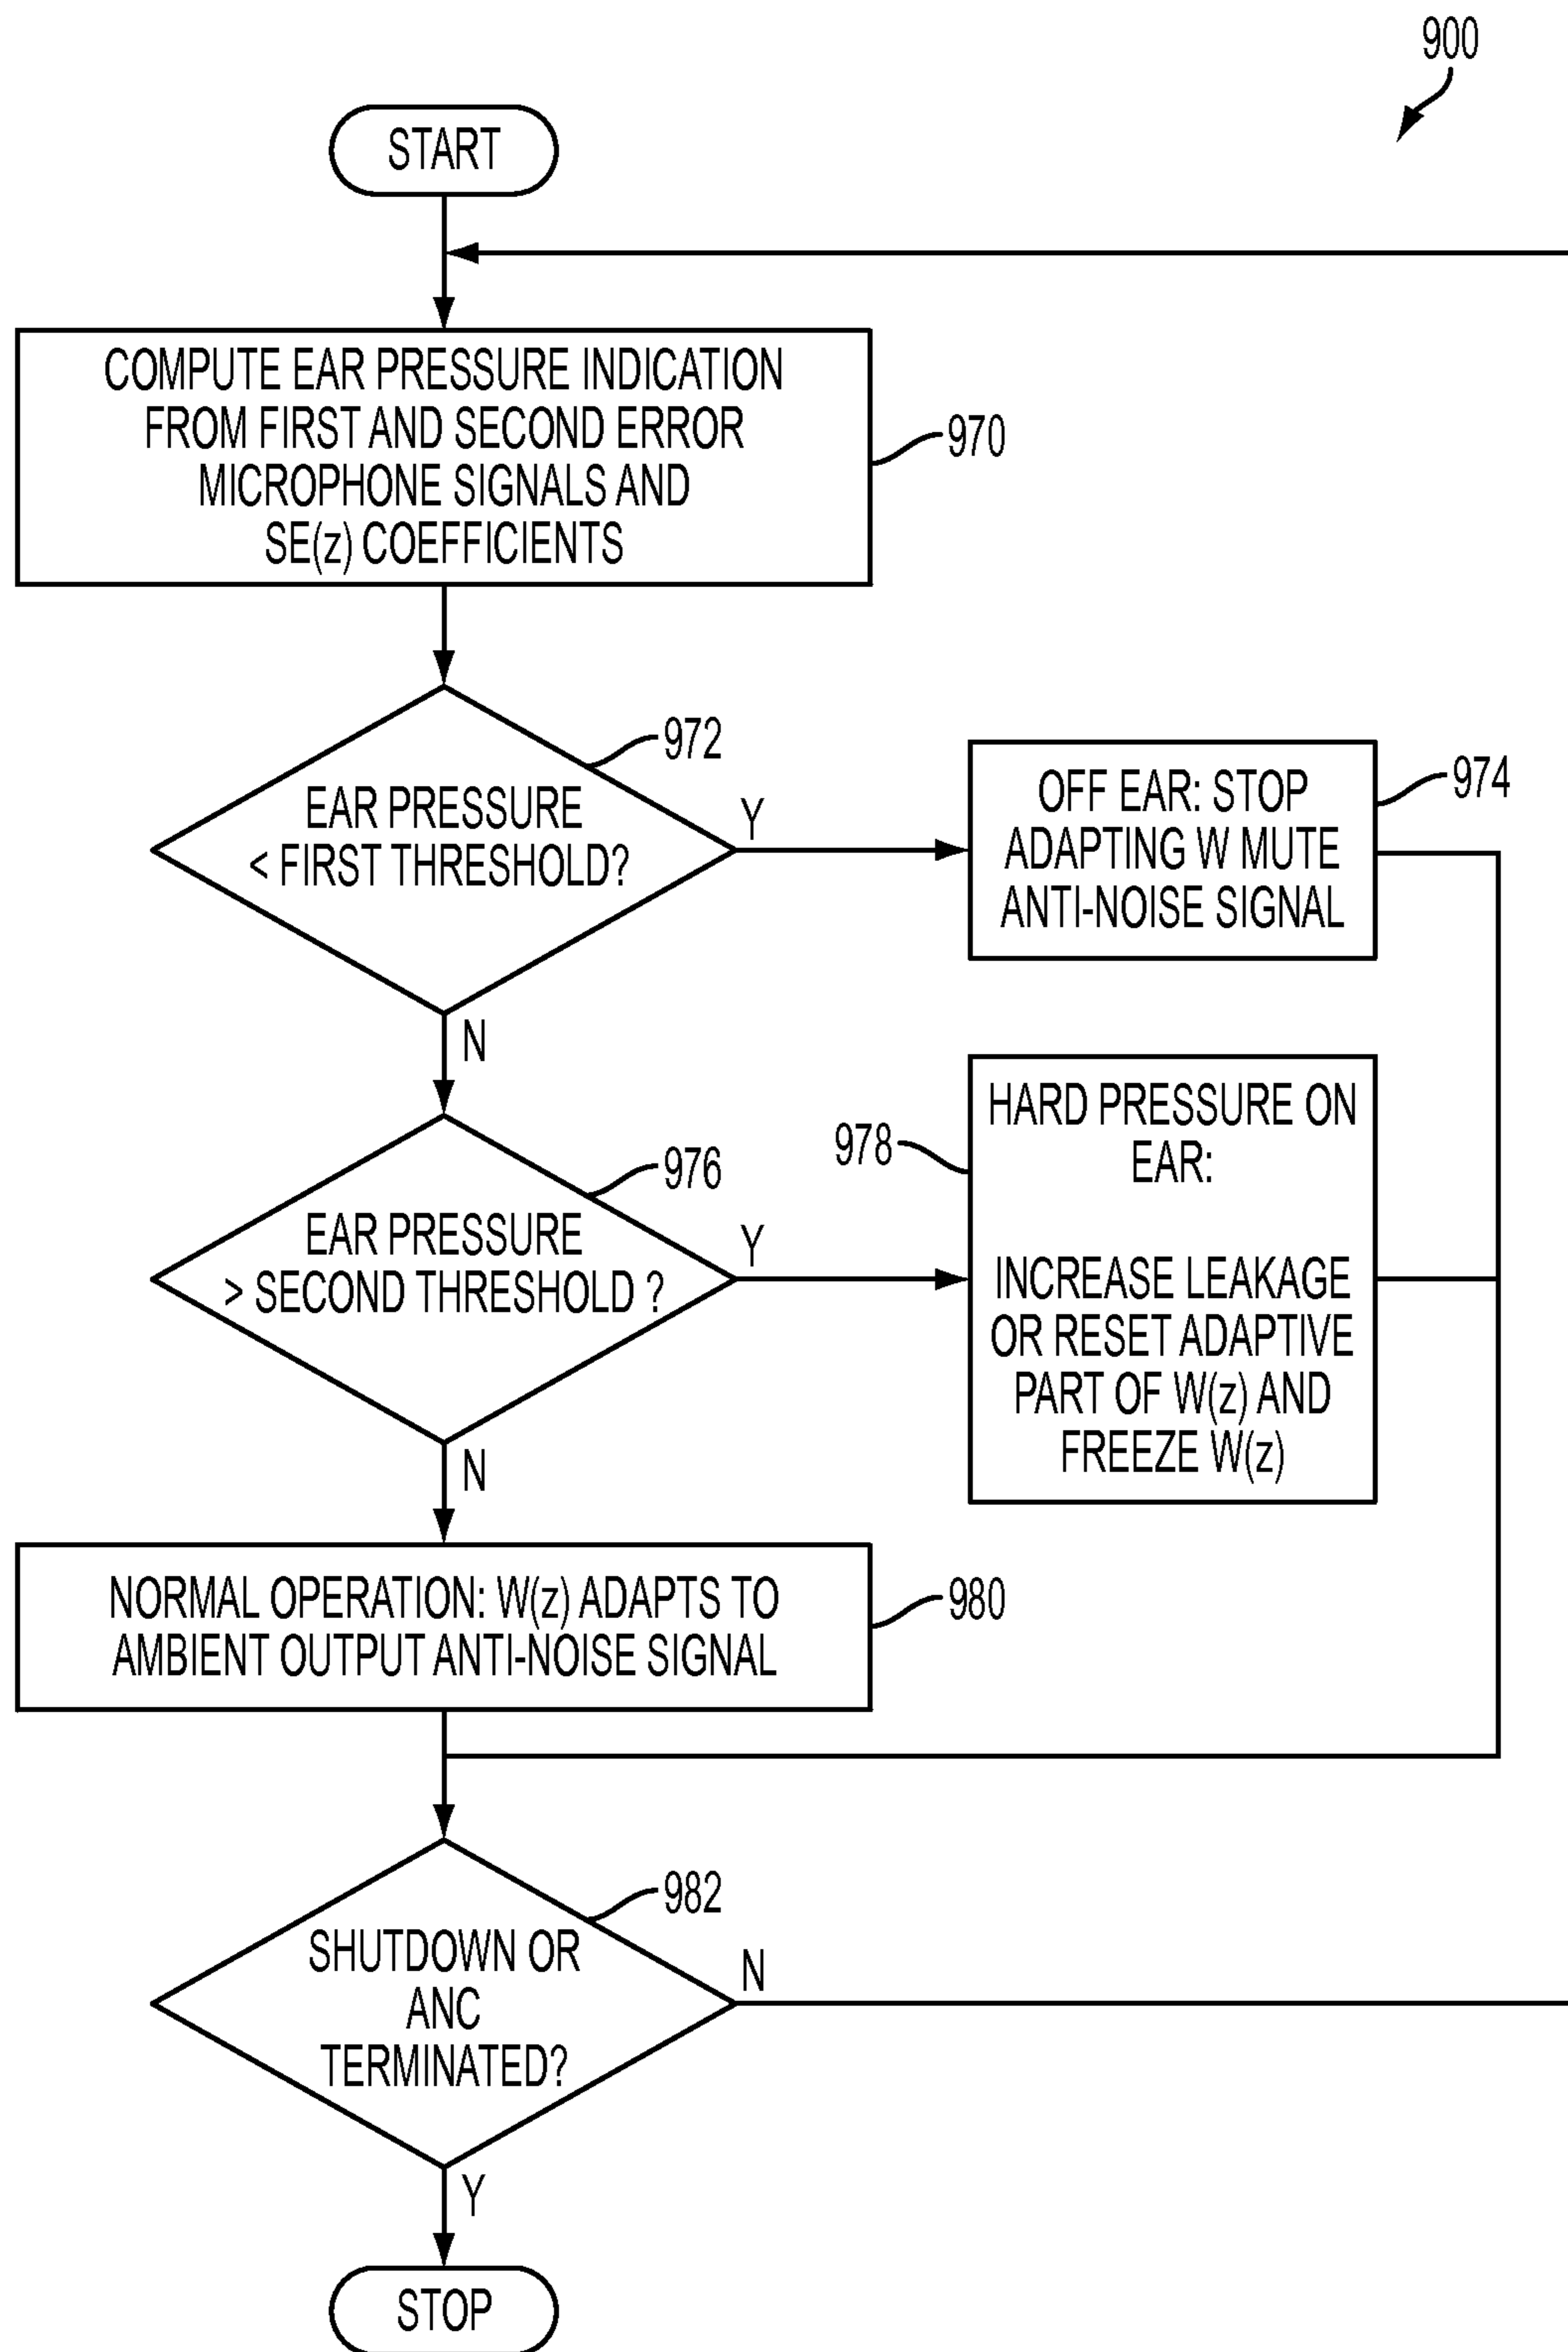 900
START
COMPUTE EAR PRESSURE INDICATION
FROM FIRST AND SECOND ERROR
MICROPHONE SIGNALS AND
SE(z) COEFFICIENTS
970
972
EAR PRESSURE
< FIRST THRESHOLD?
Y
N
OFF EAR: STOP
ADAPTING W MUTE
ANTI-NOISE SIGNAL
974
976
EAR PRESSURE
> SECOND THRESHOLD ?
Y
N
978
HARD PRESSURE ON
EAR:
INCREASE LEAKAGE
OR RESET ADAPTIVE
PART OF W(z) AND
FREEZE W(z)
NORMAL OPERATION: W(z) ADAPTS TO
AMBIENT OUTPUT ANTI-NOISE SIGNAL
980
982
SHUTDOWN OR
ANC
TERMINATED?
N
Y
STOP